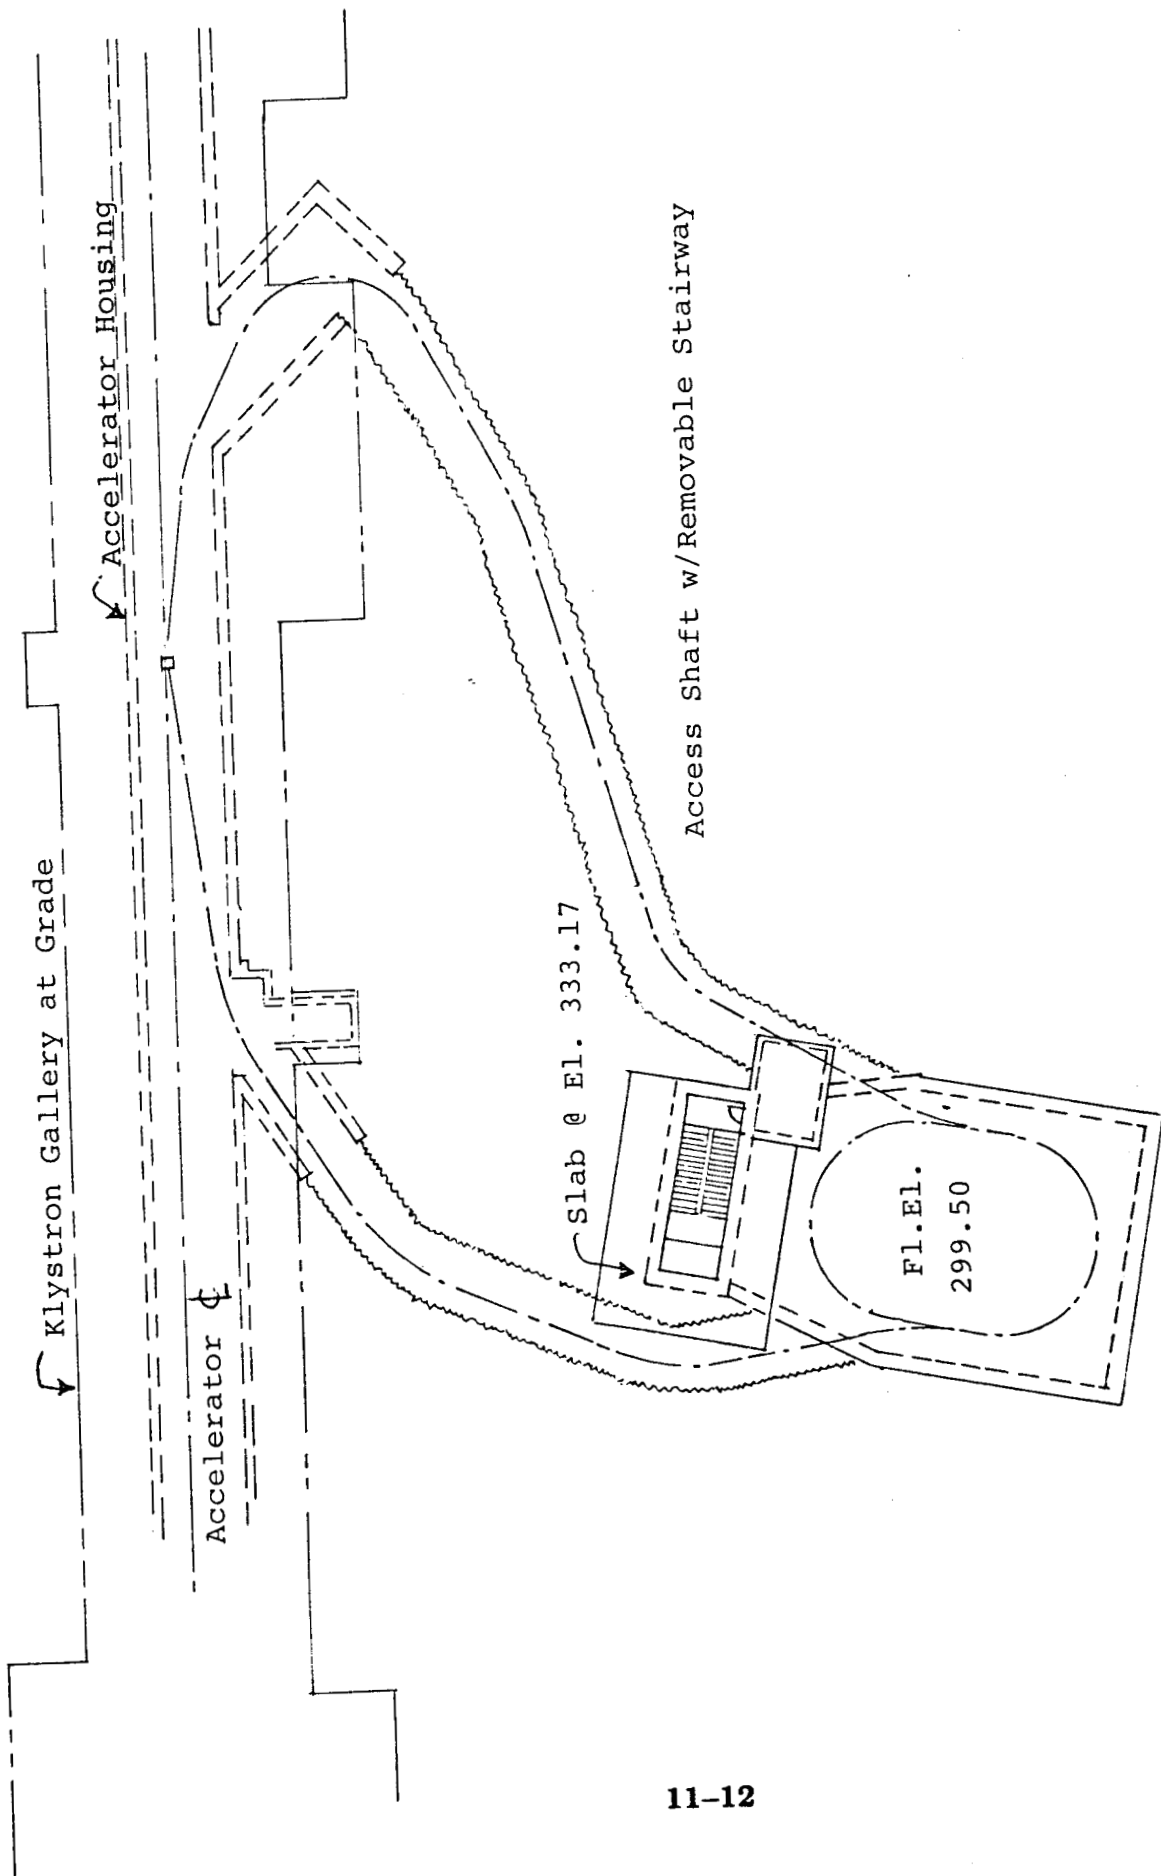 Klystron Gallery at Grade
Accelerator Housing
Accelerator ℄
Slab @ El. 333.17
Access Shaft w/Removable Stairway
Fl.El.
299.50
11–12